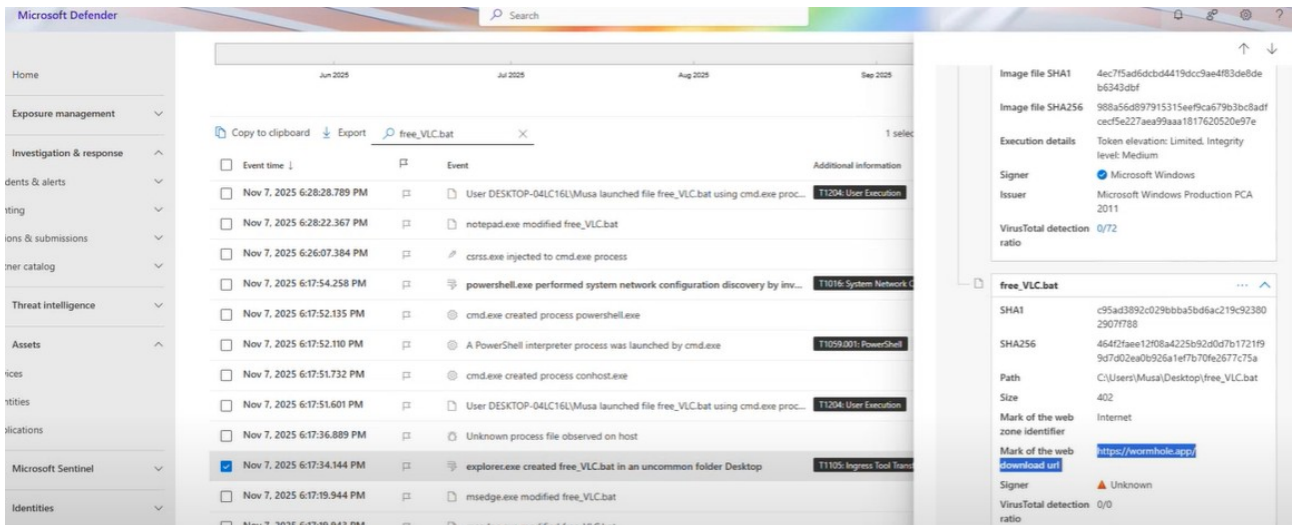 Microsoft Defender
Search
?
Home
Exposure management
Investigation & response
dents & alerts
nting
ions & submissions
tner catalog
Threat intelligence
Assets
ices
ntities
plications
Microsoft Sentinel
Identities
Jun 2025 Jul 2025 Aug 2025 Sep 2025
Copy to clipboard Export free_VLC.bat 1 selec
Event time Event Additional information
Nov 7, 2025 6:28:28.789 PM User DESKTOP-04LC16L\Musa launched file free_VLC.bat using cmd.exe proc... T1204: User Execution
Nov 7, 2025 6:28:22.367 PM notepad.exe modified free_VLC.bat
Nov 7, 2025 6:26:07.384 PM csrss.exe injected to cmd.exe process
Nov 7, 2025 6:17:54.258 PM powershell.exe performed system network configuration discovery by inv... T1016: System Network C
Nov 7, 2025 6:17:52.135 PM cmd.exe created process powershell.exe
Nov 7, 2025 6:17:52.110 PM A PowerShell interpreter process was launched by cmd.exe T1059.001: PowerShell
Nov 7, 2025 6:17:51.732 PM cmd.exe created process conhost.exe
Nov 7, 2025 6:17:51.601 PM User DESKTOP-04LC16L\Musa launched file free_VLC.bat using cmd.exe proc... T1204: User Execution
Nov 7, 2025 6:17:36.889 PM Unknown process file observed on host
Nov 7, 2025 6:17:34.144 PM explorer.exe created free_VLC.bat in an uncommon folder Desktop T1105: Ingress Tool Transf
Nov 7, 2025 6:17:19.944 PM msedge.exe modified free_VLC.bat
Image file SHA1 4ec7f5ad6dcbd4419dcc9ae4f83de8de
b6343dbf
Image file SHA256 988a56d897915315eef9ca679b3bc8adf
cecf5e227aea99aaa1817620520e97e
Execution details Token elevation: Limited, Integrity
level: Medium
Signer Microsoft Windows
Issuer Microsoft Windows Production PCA
2011
VirusTotal detection 0/72
ratio
free_VLC.bat
SHA1 c95ad3892c029bbba5bd6ac219c92380
2907f788
SHA256 464f2faee12f08a4225b92d0d7b1721f9
9d7d02ea0b926a1ef7b70fe2677c75a
Path C:\Users\Musa\Desktop\free_VLC.bat
Size 402
Mark of the web Internet
zone identifier
Mark of the web https://wormhole.app/
download url
Signer Unknown
VirusTotal detection 0/0
ratio